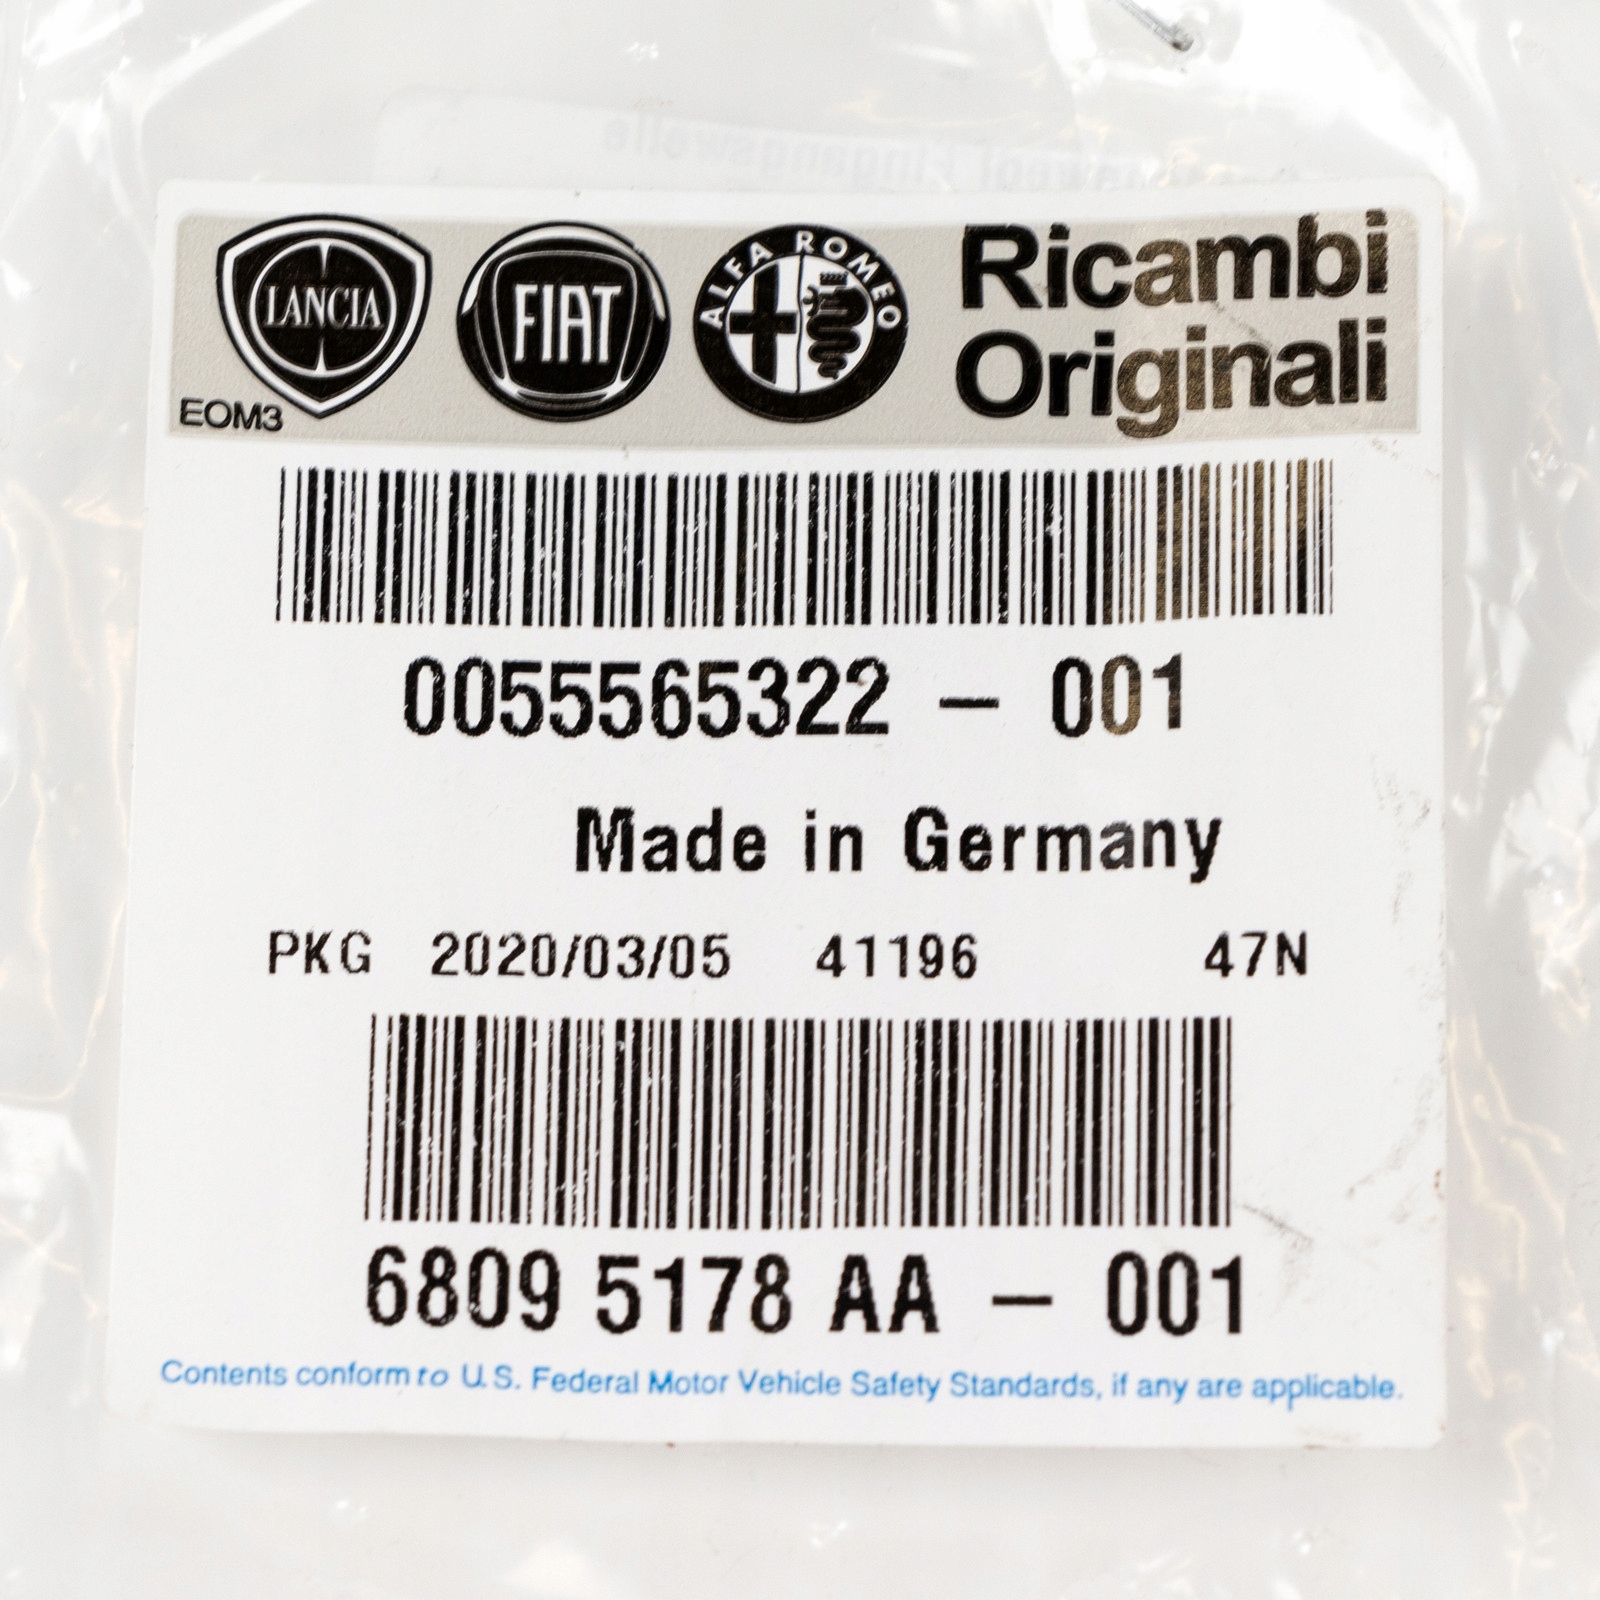 Eingangswelle
LANCIA FIAT ALFA ROMEO Ricambi
Originali
EOM3
0055565322 – 001
Made in Germany
PKG 2020/03/05 41196 47N
6809 5178 AA – 001
Contents conform to U.S. Federal Motor Vehicle Safety Standards, if any are applicable.